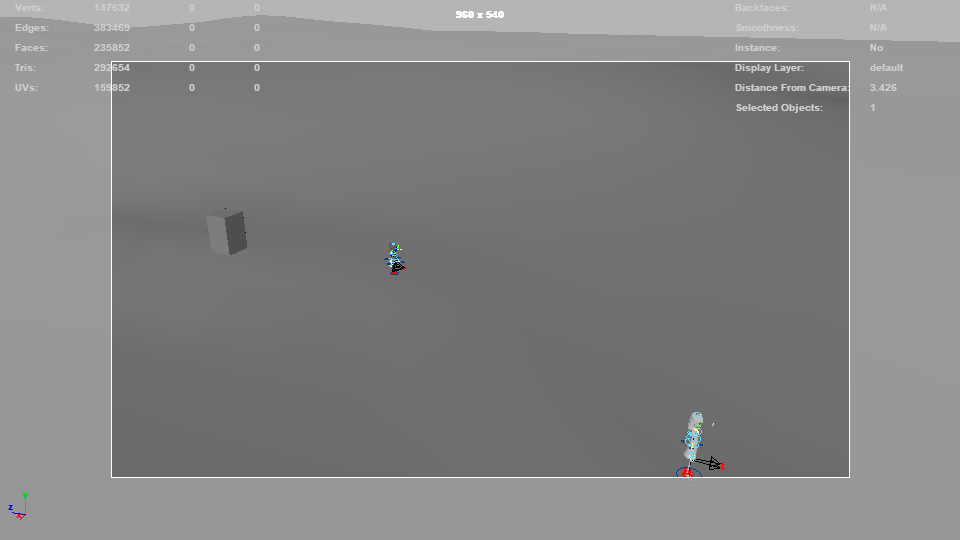 Verts: 147632 0 0 Backfaces: N/A
960 x 540
Edges: 383489 0 0 Smoothness: N/A
Faces: 235852 0 0 Instance: No
Tris: 292654 0 0 Display Layer: default
UVs: 159852 0 0 Distance From Camera: 3.426
Selected Objects: 1
y
z
x